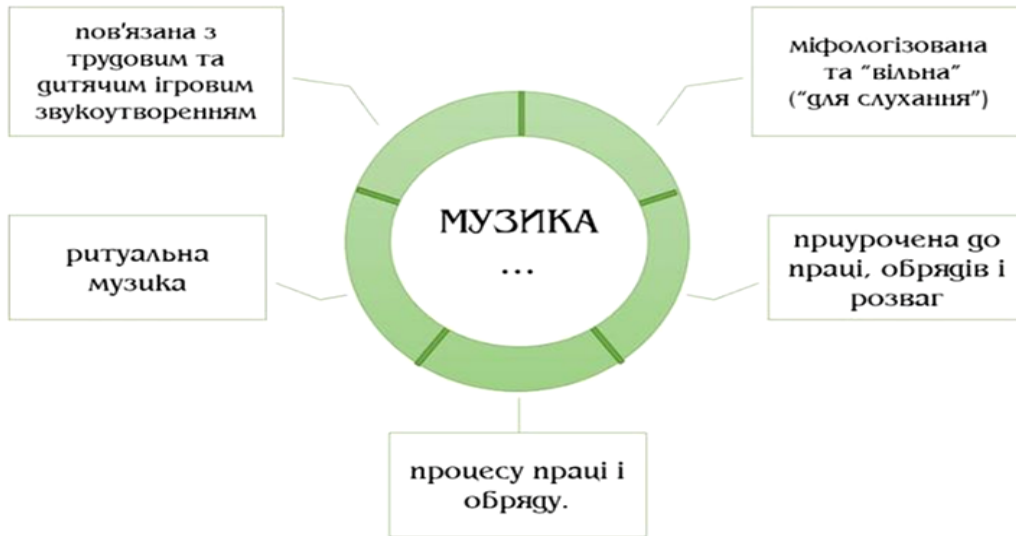 пов'язана з
трудовим та
дитячим ігровим
звукоутворенням
міфологізована
та “вільна”
(“для слухання”)
МУЗИКА
...
ритуальна
музика
приурочена до
праці, обрядів і
розваг
процесу праці і
обряду.